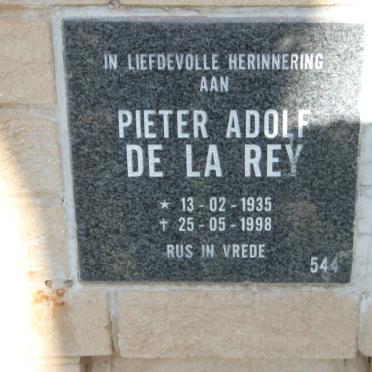 IN LIEFDEVOLLE HERINNERING
AAN
PIETER ADOLF
DE LA REY
★ 13 - 02 - 1935
✝ 25 - 05 - 1998
RUS IN VREDE
544